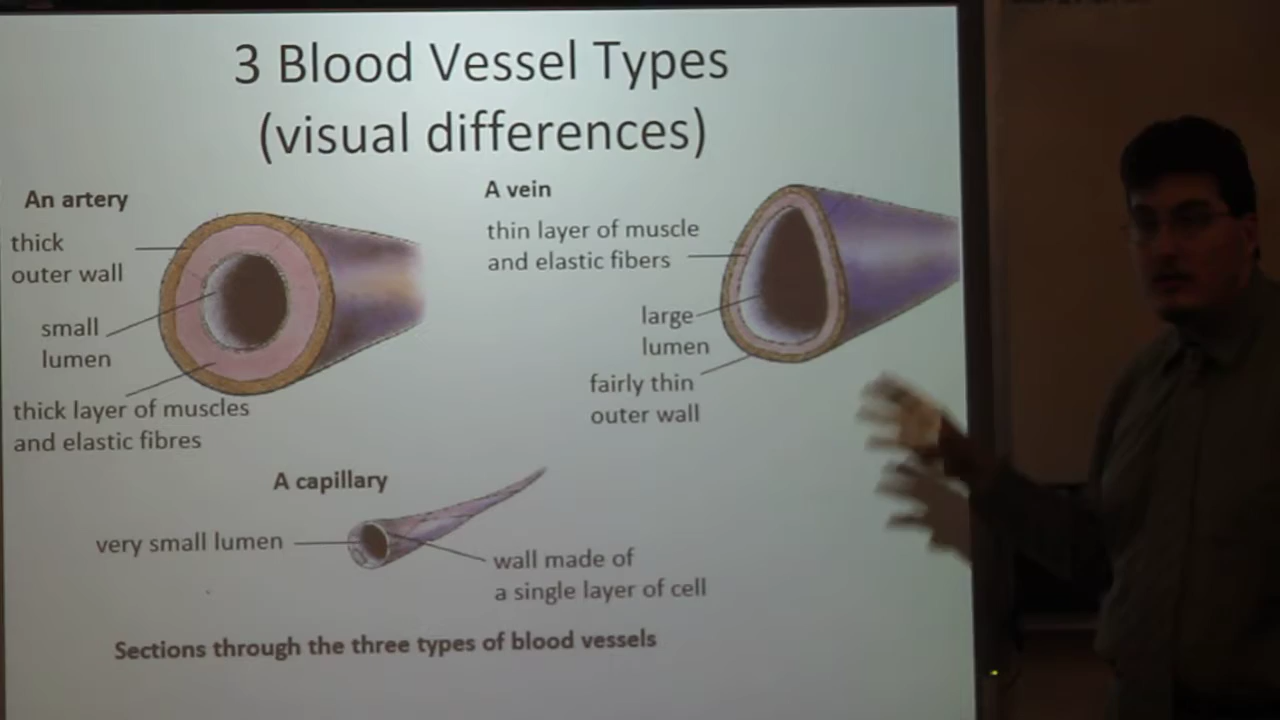 3 Blood Vessel Types
(visual differences)
An artery
thick
outer wall
small
lumen
thick layer of muscles
and elastic fibres
A vein
thin layer of muscle
and elastic fibers
large
lumen
fairly thin
outer wall
A capillary
very small lumen
wall made of
a single layer of cell
Sections through the three types of blood vessels